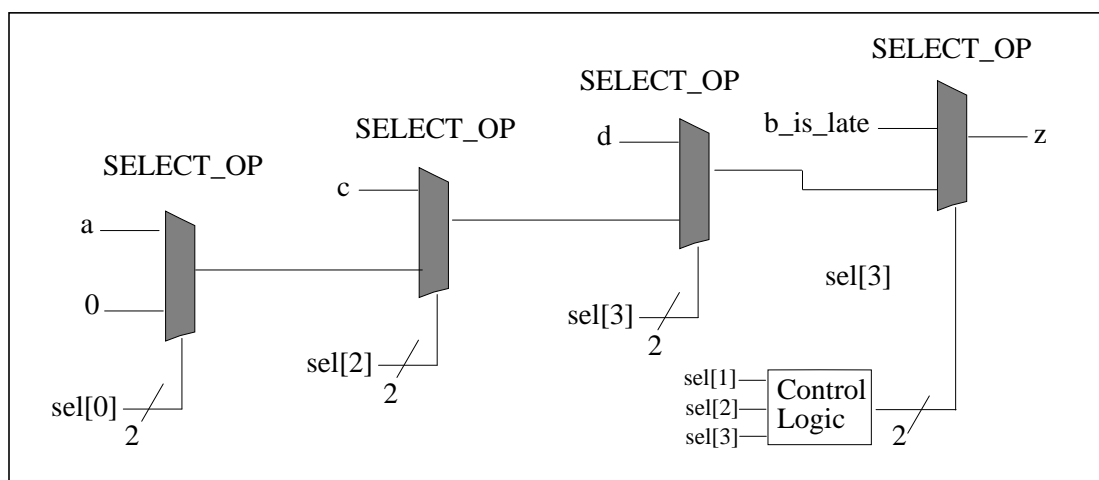 SELECT_OP
SELECT_OP
b_is_late
z
d
SELECT_OP
c
SELECT_OP
a
0
sel[3]
sel[3]
2
sel[2]
2
sel[0]
2
sel[1]
sel[2]
sel[3]
Control
Logic
2